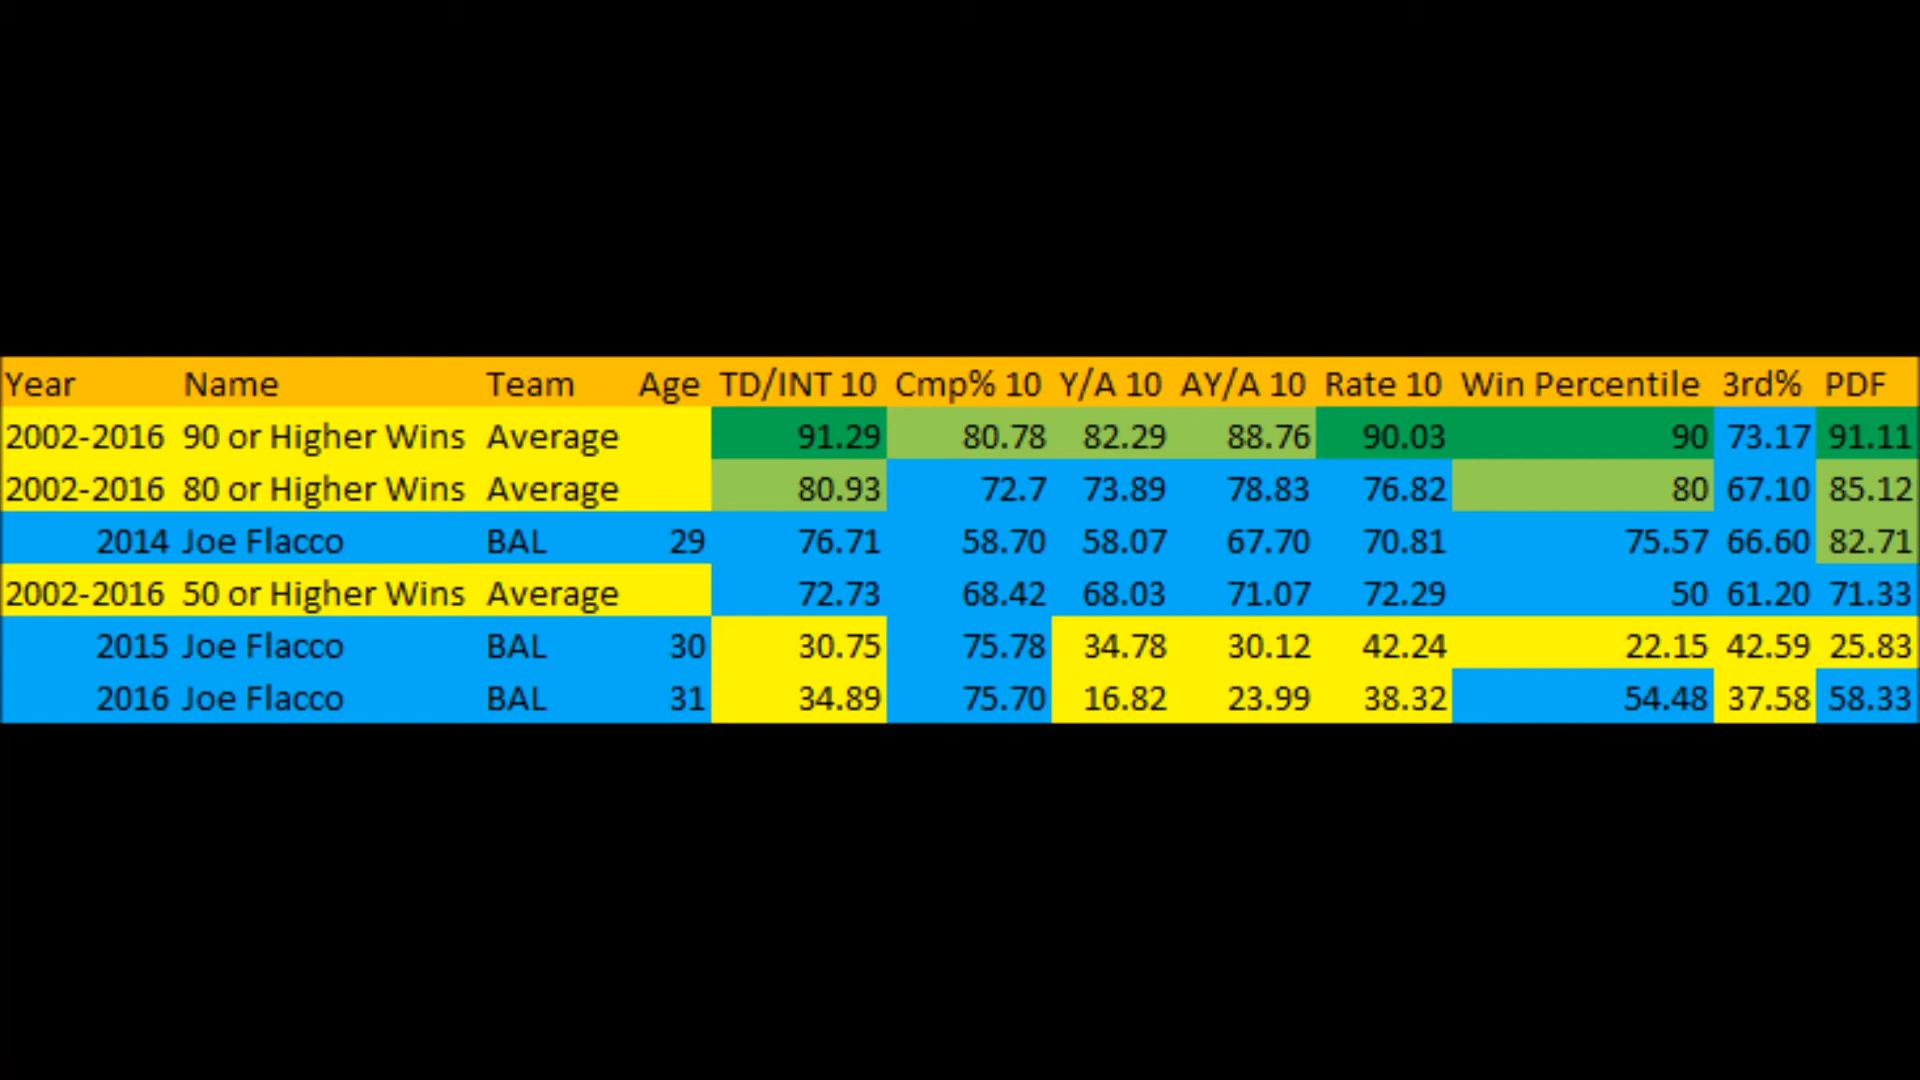 Year Name Team Age TD/INT 10 Cmp% 10 Y/A 10 AY/A 10 Rate 10 Win Percentile 3rd% PDF
2002-2016 90 or Higher Wins Average 91.29 80.78 82.29 88.76 90.03 90 73.17 91.11
2002-2016 80 or Higher Wins Average 80.93 72.7 73.89 78.83 76.82 80 67.10 85.12
2014 Joe Flacco BAL 29 76.71 58.70 58.07 67.70 70.81 75.57 66.60 82.71
2002-2016 50 or Higher Wins Average 72.73 68.42 68.03 71.07 72.29 50 61.20 71.33
2015 Joe Flacco BAL 30 30.75 75.78 34.78 30.12 42.24 22.15 42.59 25.83
2016 Joe Flacco BAL 31 34.89 75.70 16.82 23.99 38.32 54.48 37.58 58.33